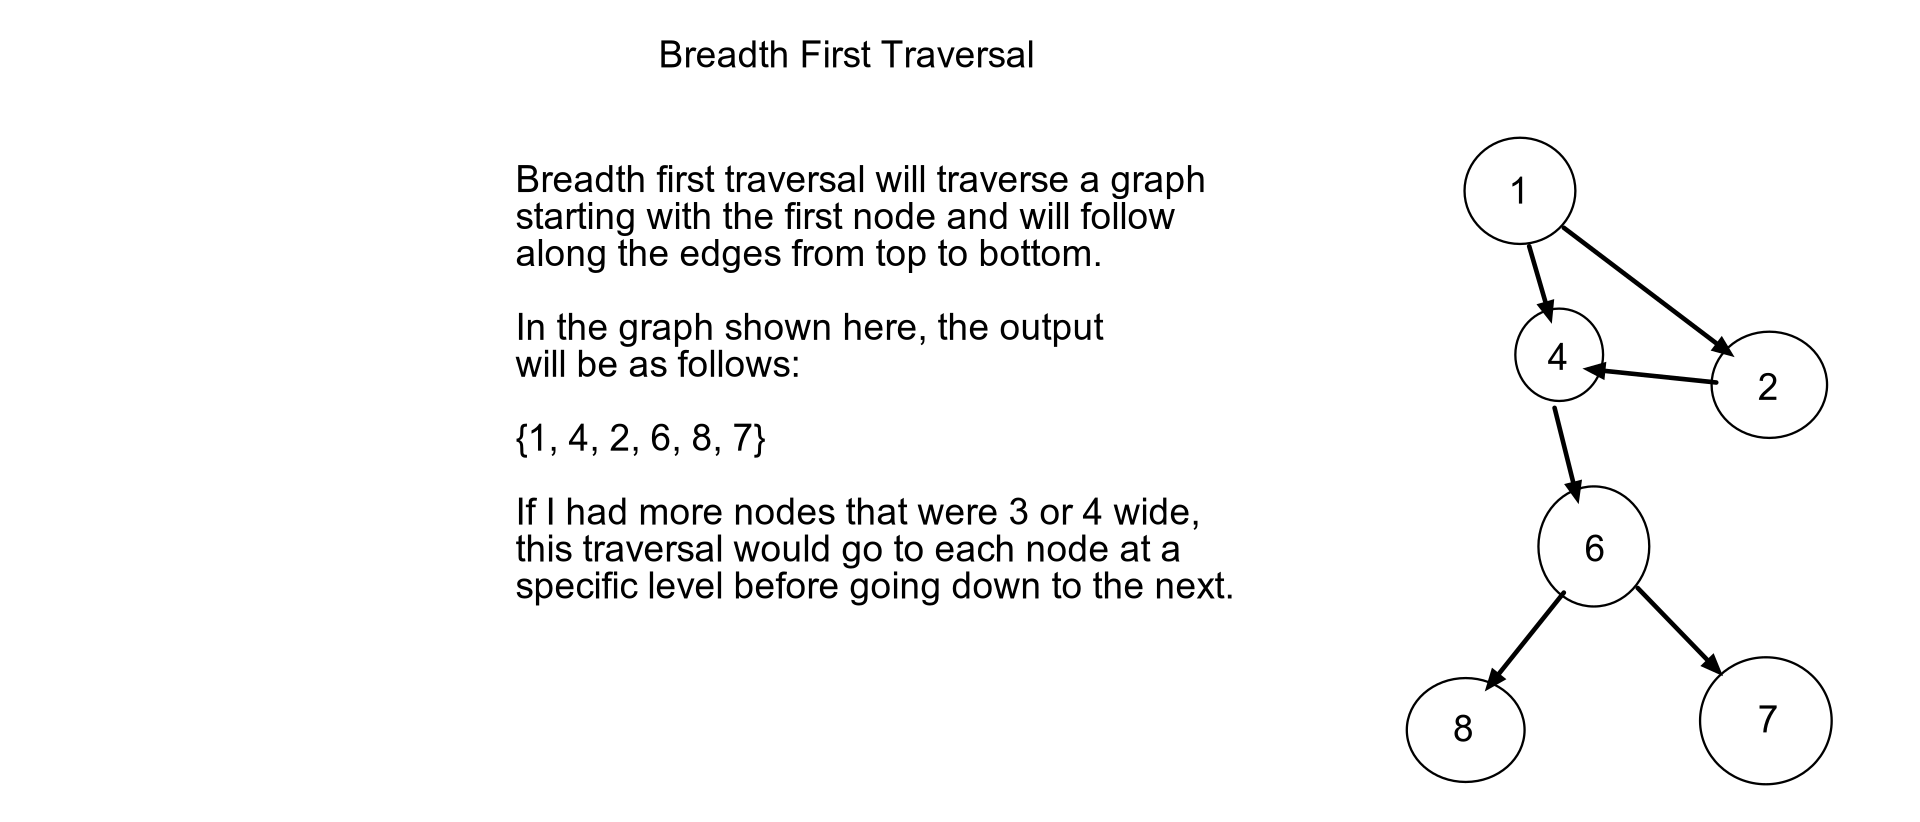 Breadth First Traversal
Breadth first traversal will traverse a graph
starting with the first node and will follow
along the edges from top to bottom.
In the graph shown here, the output
will be as follows:
{1, 4, 2, 6, 8, 7}
If I had more nodes that were 3 or 4 wide,
this traversal would go to each node at a
specific level before going down to the next.
1
4
2
6
8
7